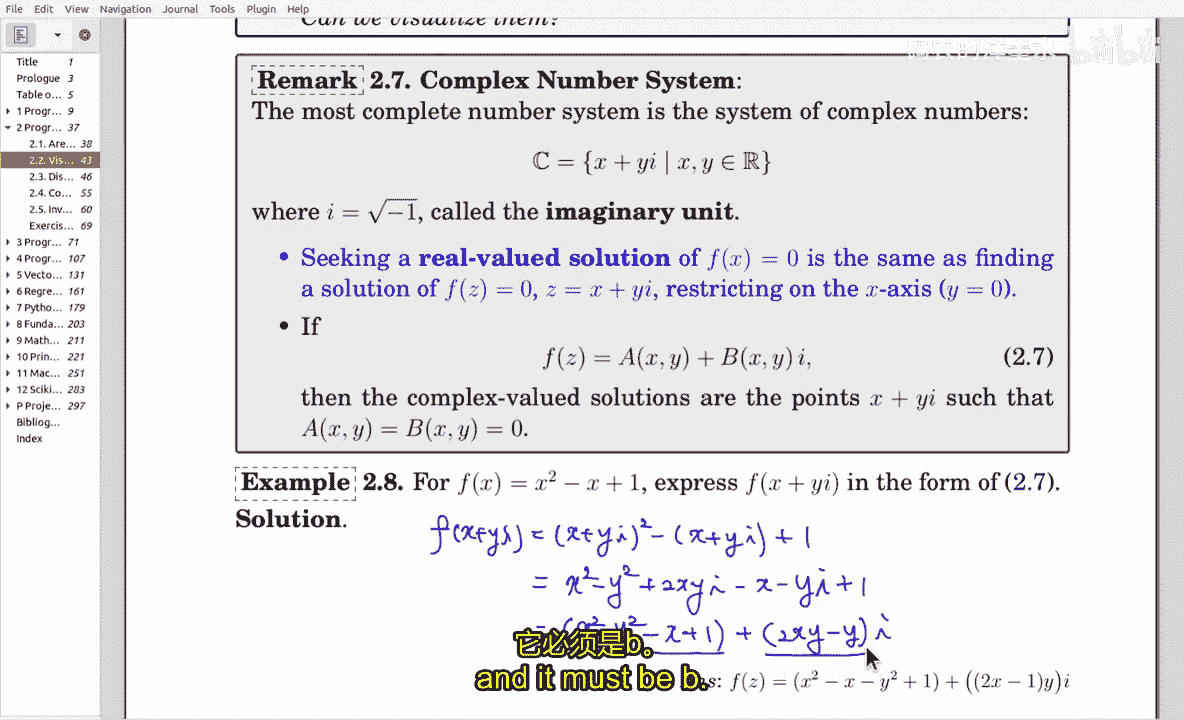 File Edit View Navigation Journal Tools Plugin Help
Title 1
Prologue 3
Table o... 5
1 Progr... 9
2 Progr... 37
2.1. Are... 38
2.2. Vis... 43
2.3. Dis... 46
2.4. Co... 55
2.5. Inv... 60
Exercis... 69
3 Progr... 71
4 Progr... 107
5 Vecto... 131
6 Regre... 161
7 Pytho... 179
8 Funda... 203
9 Math... 211
10 Prin... 221
11 Mac... 251
12 Sciki... 283
P Proje... 297
Bibliog...
Index
Can we visualize them?
Remark 2.7. Complex Number System:
The most complete number system is the system of complex numbers:
ℂ = {x + yi | x, y ∈ ℝ}
where i = √−1, called the imaginary unit.
• Seeking a real-valued solution of f(x) = 0 is the same as finding
a solution of f(z) = 0, z = x + yi, restricting on the x-axis (y = 0).
• If
f(z) = A(x, y) + B(x, y) i, (2.7)
then the complex-valued solutions are the points x + yi such that
A(x, y) = B(x, y) = 0.
Example 2.8. For f(x) = x² − x + 1, express f(x + yi) in the form of (2.7).
Solution.
f(x+yi) = (x+yi)² − (x+yi) + 1
= x² − y² + 2xyi − x − yi + 1
= (x² − y² − x + 1) + (2xy − y) i
它必须是b。
and it must be b.
s: f(z) = (x² − x − y² + 1) + ((2x − 1)y)i
bilibili